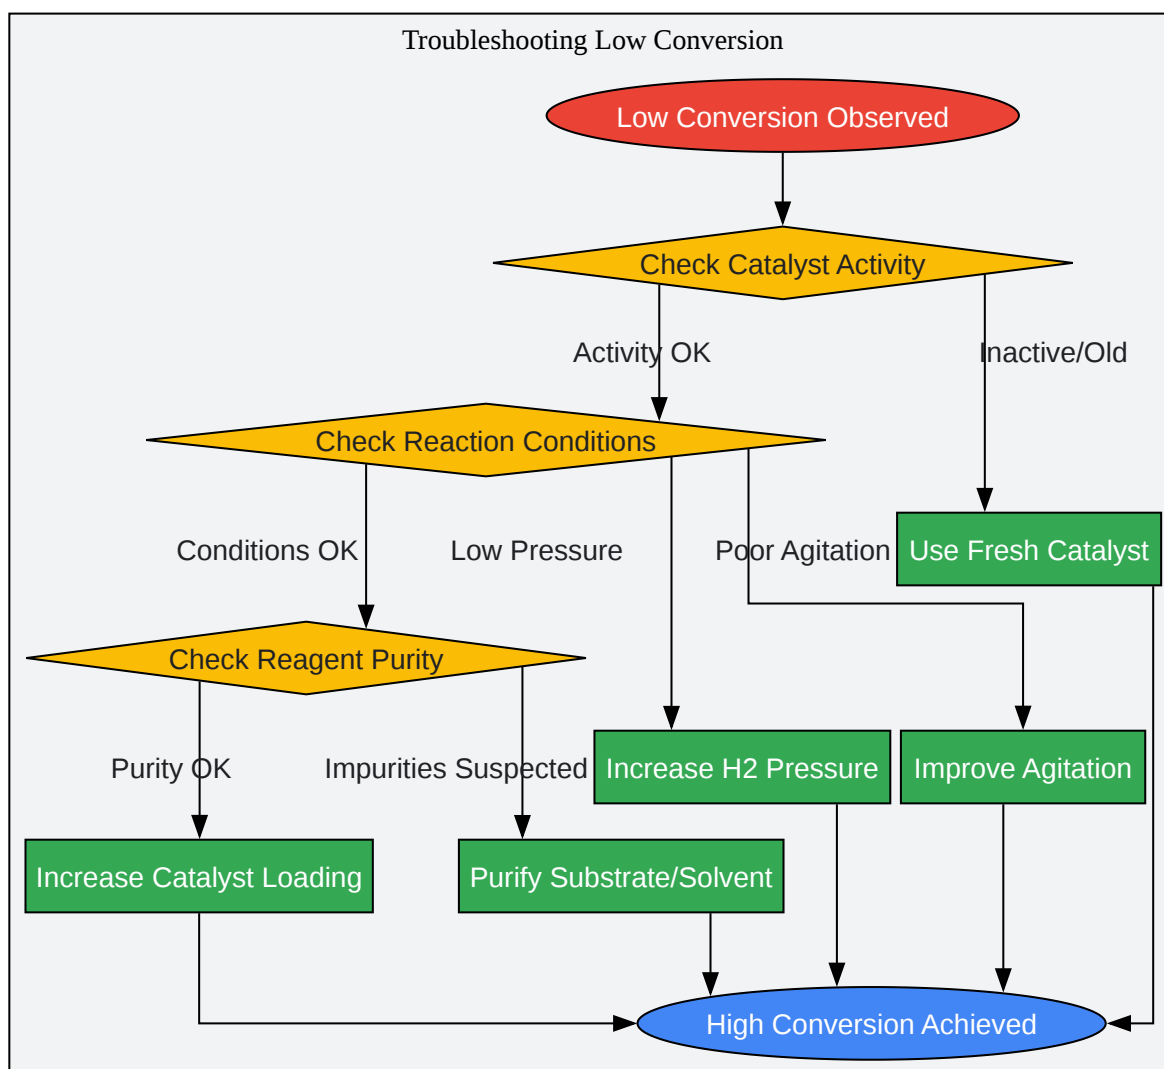 Troubleshooting Low Conversion
Low Conversion Observed
Check Catalyst Activity
Activity OK
Inactive/Old
Check Reaction Conditions
Conditions OK
Low Pressure
Poor Agitation
Use Fresh Catalyst
Check Reagent Purity
Purity OK
Impurities Suspected
Increase H2 Pressure
Improve Agitation
Increase Catalyst Loading
Purify Substrate/Solvent
High Conversion Achieved